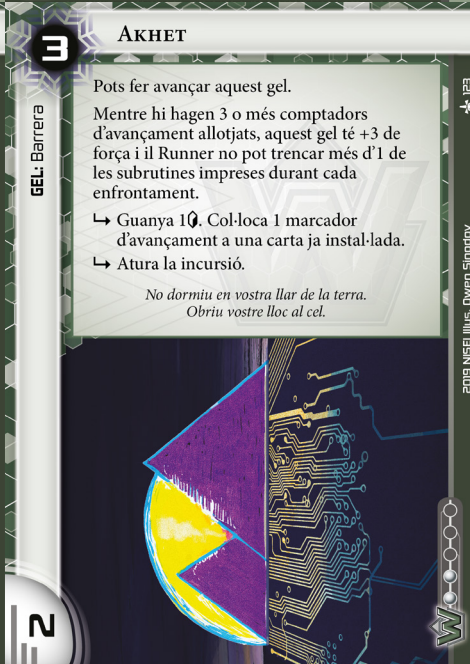 3
AKHET
GEL: Barrera
Pots fer avançar aquest gel.
Mentre hi hagen 3 o més comptadors
d'avançament allotjats, aquest gel té +3 de
força i il Runner no pot trencar més d'1 de
les subrutines impreses durant cada
enfrontament.
↳ Guanya 1. Col·loca 1 marcador
d'avançament a una carta ja instal·lada.
↳ Atura la incursió.
No dormiu en vostra llar de la terra.
Obriu vostre lloc al cel.
2
123